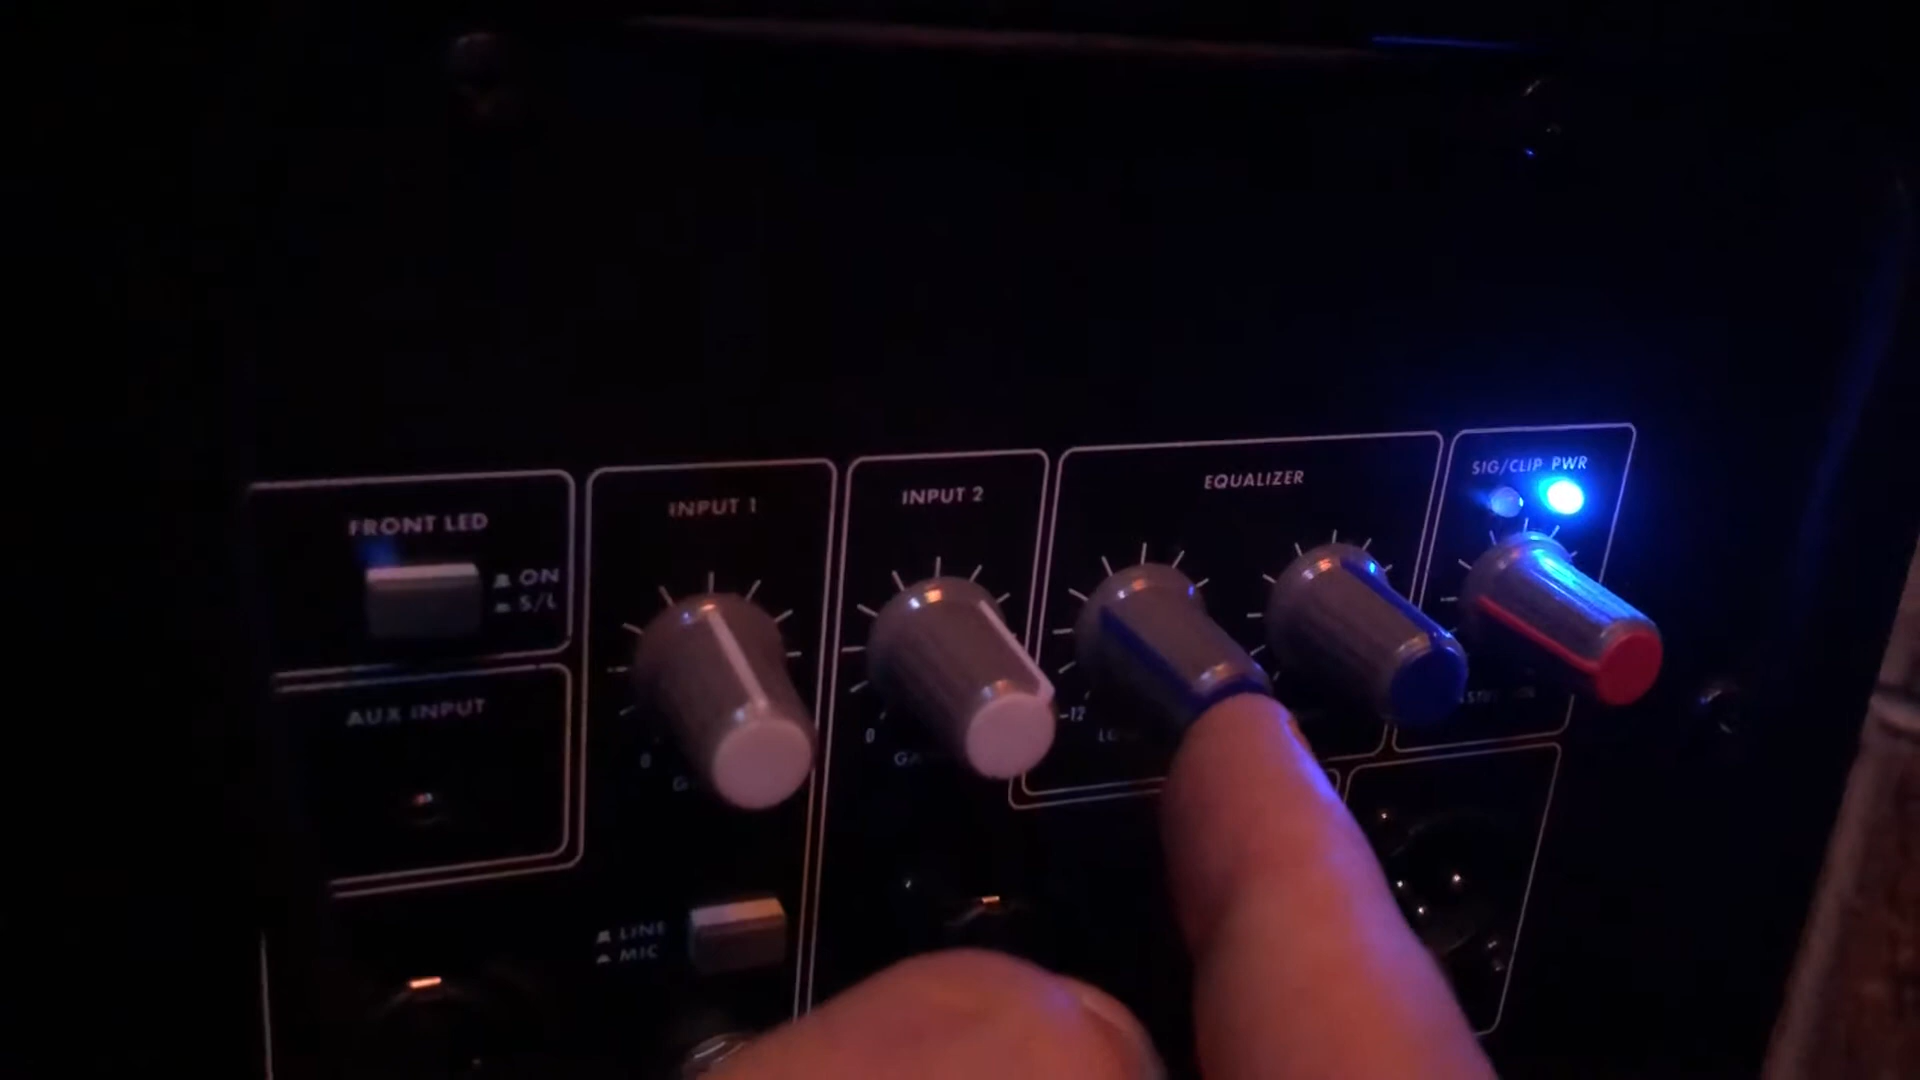 FRONT LED
ON
S/L
INPUT 1
INPUT 2
EQUALIZER
SIG/CLIP PWR
AUX INPUT
0
0
-12
LINE
MIC